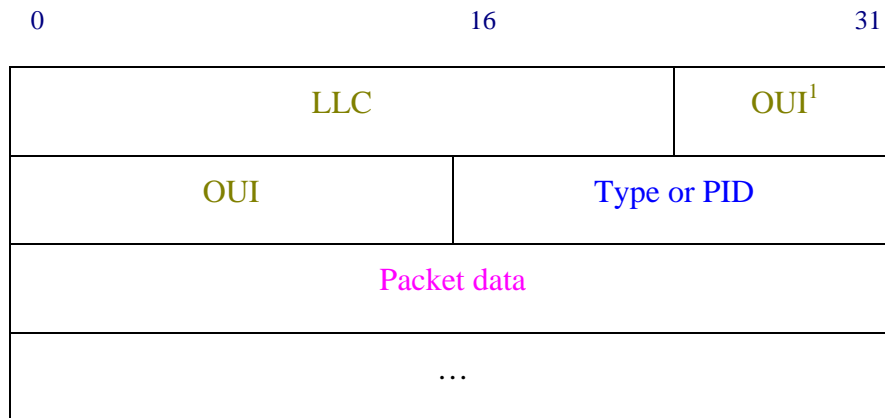 0 16 31
LLC OUI¹
OUI Type or PID
Packet data
…